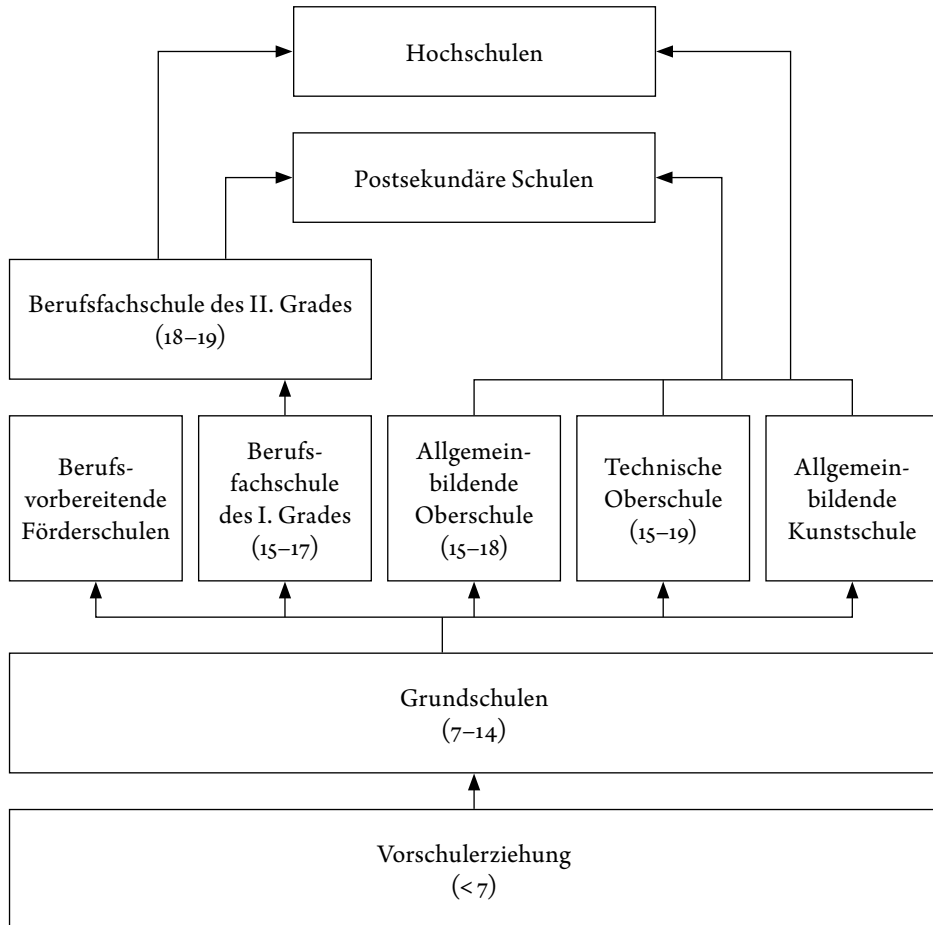 Hochschulen
Postsekundäre Schulen
Berufsfachschule des II. Grades
(18–19)
Berufs-
vorbereitende
Förderschulen
Berufs-
fachschule
des I. Grades
(15–17)
Allgemein-
bildende
Oberschule
(15–18)
Technische
Oberschule
(15–19)
Allgemein-
bildende
Kunstschule
Grundschulen
(7–14)
Vorschulerziehung
(< 7)